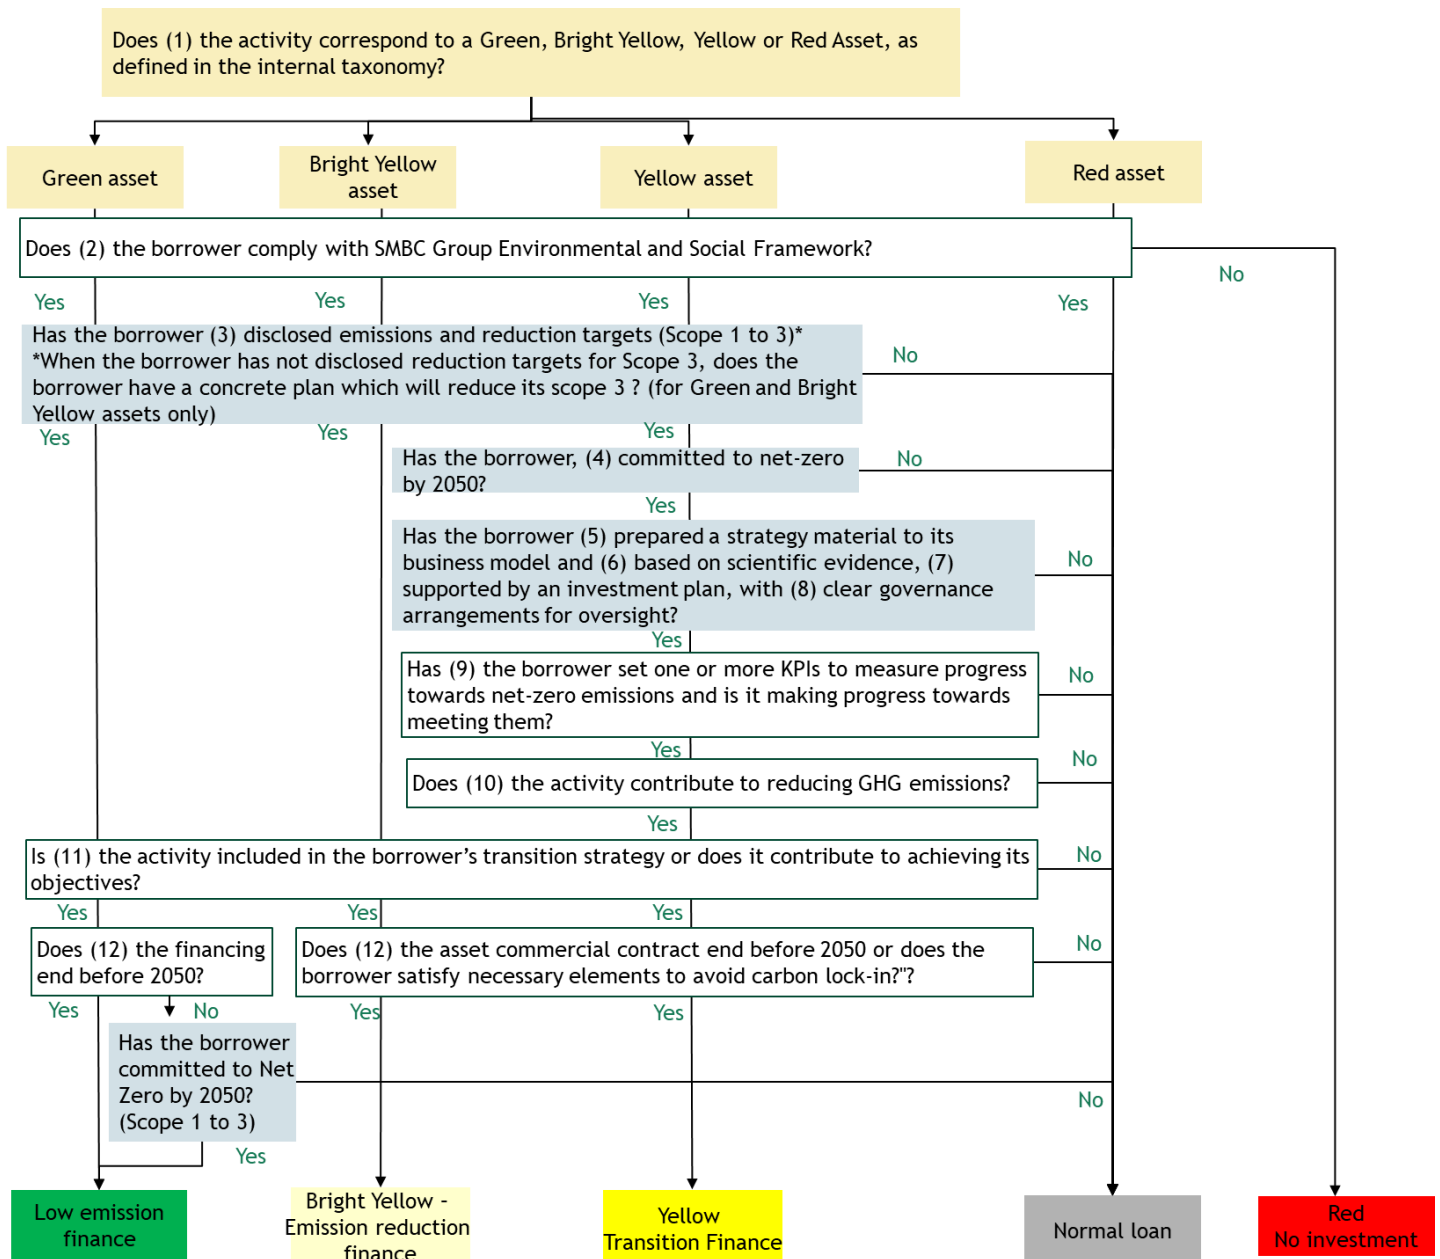 Does (1) the activity correspond to a Green, Bright Yellow, Yellow or Red Asset, as
defined in the internal taxonomy?
Green asset
Bright Yellow
asset
Yellow asset
Red asset
Does (2) the borrower comply with SMBC Group Environmental and Social Framework?
No
Yes
Yes
Yes
Yes
Has the borrower (3) disclosed emissions and reduction targets (Scope 1 to 3)*
*When the borrower has not disclosed reduction targets for Scope 3, does the
borrower have a concrete plan which will reduce its scope 3 ? (for Green and Bright
Yellow assets only)
No
Yes
Yes
Yes
Has the borrower, (4) committed to net-zero
by 2050?
No
Yes
Has the borrower (5) prepared a strategy material to its
business model and (6) based on scientific evidence, (7)
supported by an investment plan, with (8) clear governance
arrangements for oversight?
No
Yes
Has (9) the borrower set one or more KPIs to measure progress
towards net-zero emissions and is it making progress towards
meeting them?
No
Yes
Does (10) the activity contribute to reducing GHG emissions?
No
Yes
Is (11) the activity included in the borrower's transition strategy or does it contribute to achieving its
objectives?
No
Yes
Yes
Yes
Does (12) the financing
end before 2050?
Does (12) the asset commercial contract end before 2050 or does the
borrower satisfy necessary elements to avoid carbon lock-in?"?
No
Yes
No
Yes
Yes
Has the borrower
committed to Net
Zero by 2050?
(Scope 1 to 3)
No
Yes
Low emission
finance
Bright Yellow -
Emission reduction
finance
Yellow
Transition Finance
Normal loan
Red
No investment